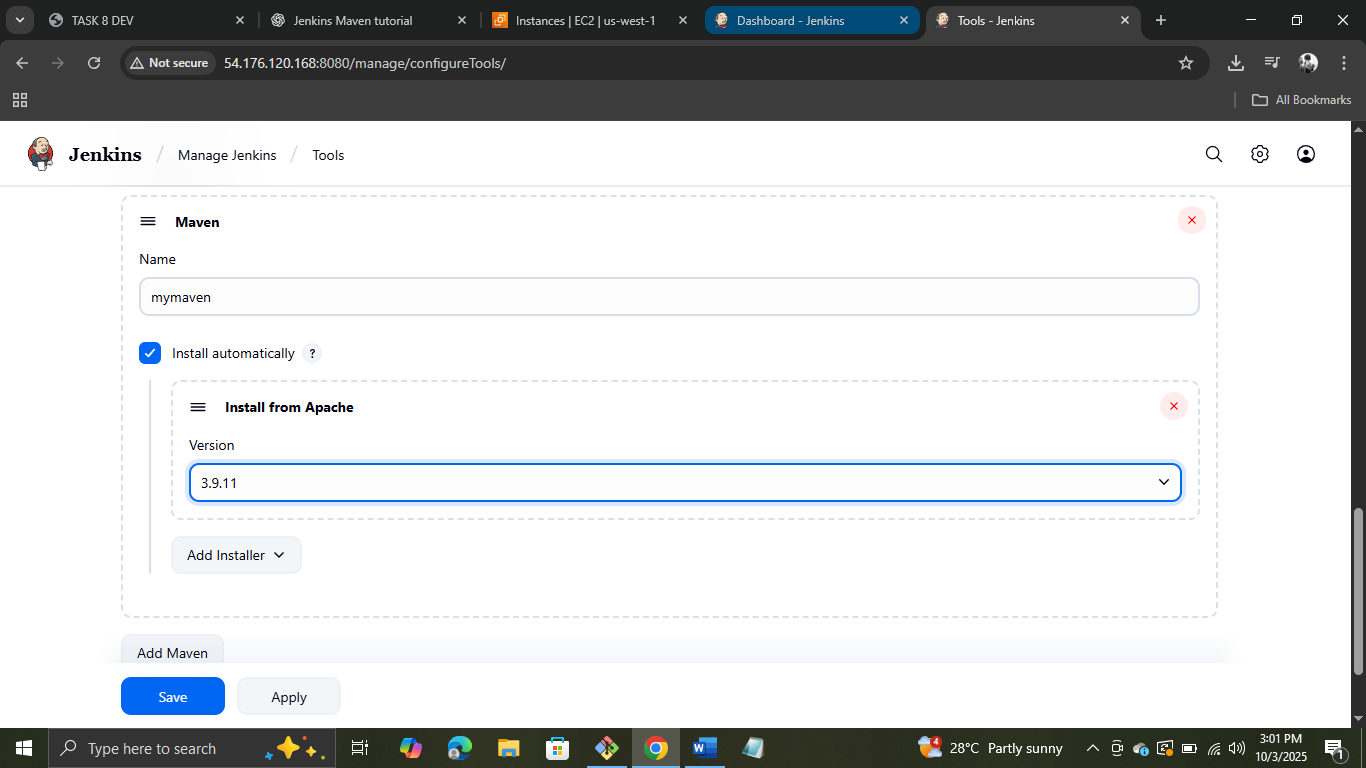 TASK 8 DEV
Jenkins Maven tutorial
Instances | EC2 | us-west-1
Dashboard - Jenkins
Tools - Jenkins
Not secure
54.176.120.168:8080/manage/configureTools/
All Bookmarks
Jenkins / Manage Jenkins / Tools
Maven
Name
mymaven
Install automatically ?
Install from Apache
Version
3.9.11
Add Installer
Add Maven
Save
Apply
Type here to search
28°C Partly sunny
3:01 PM
10/3/2025
1